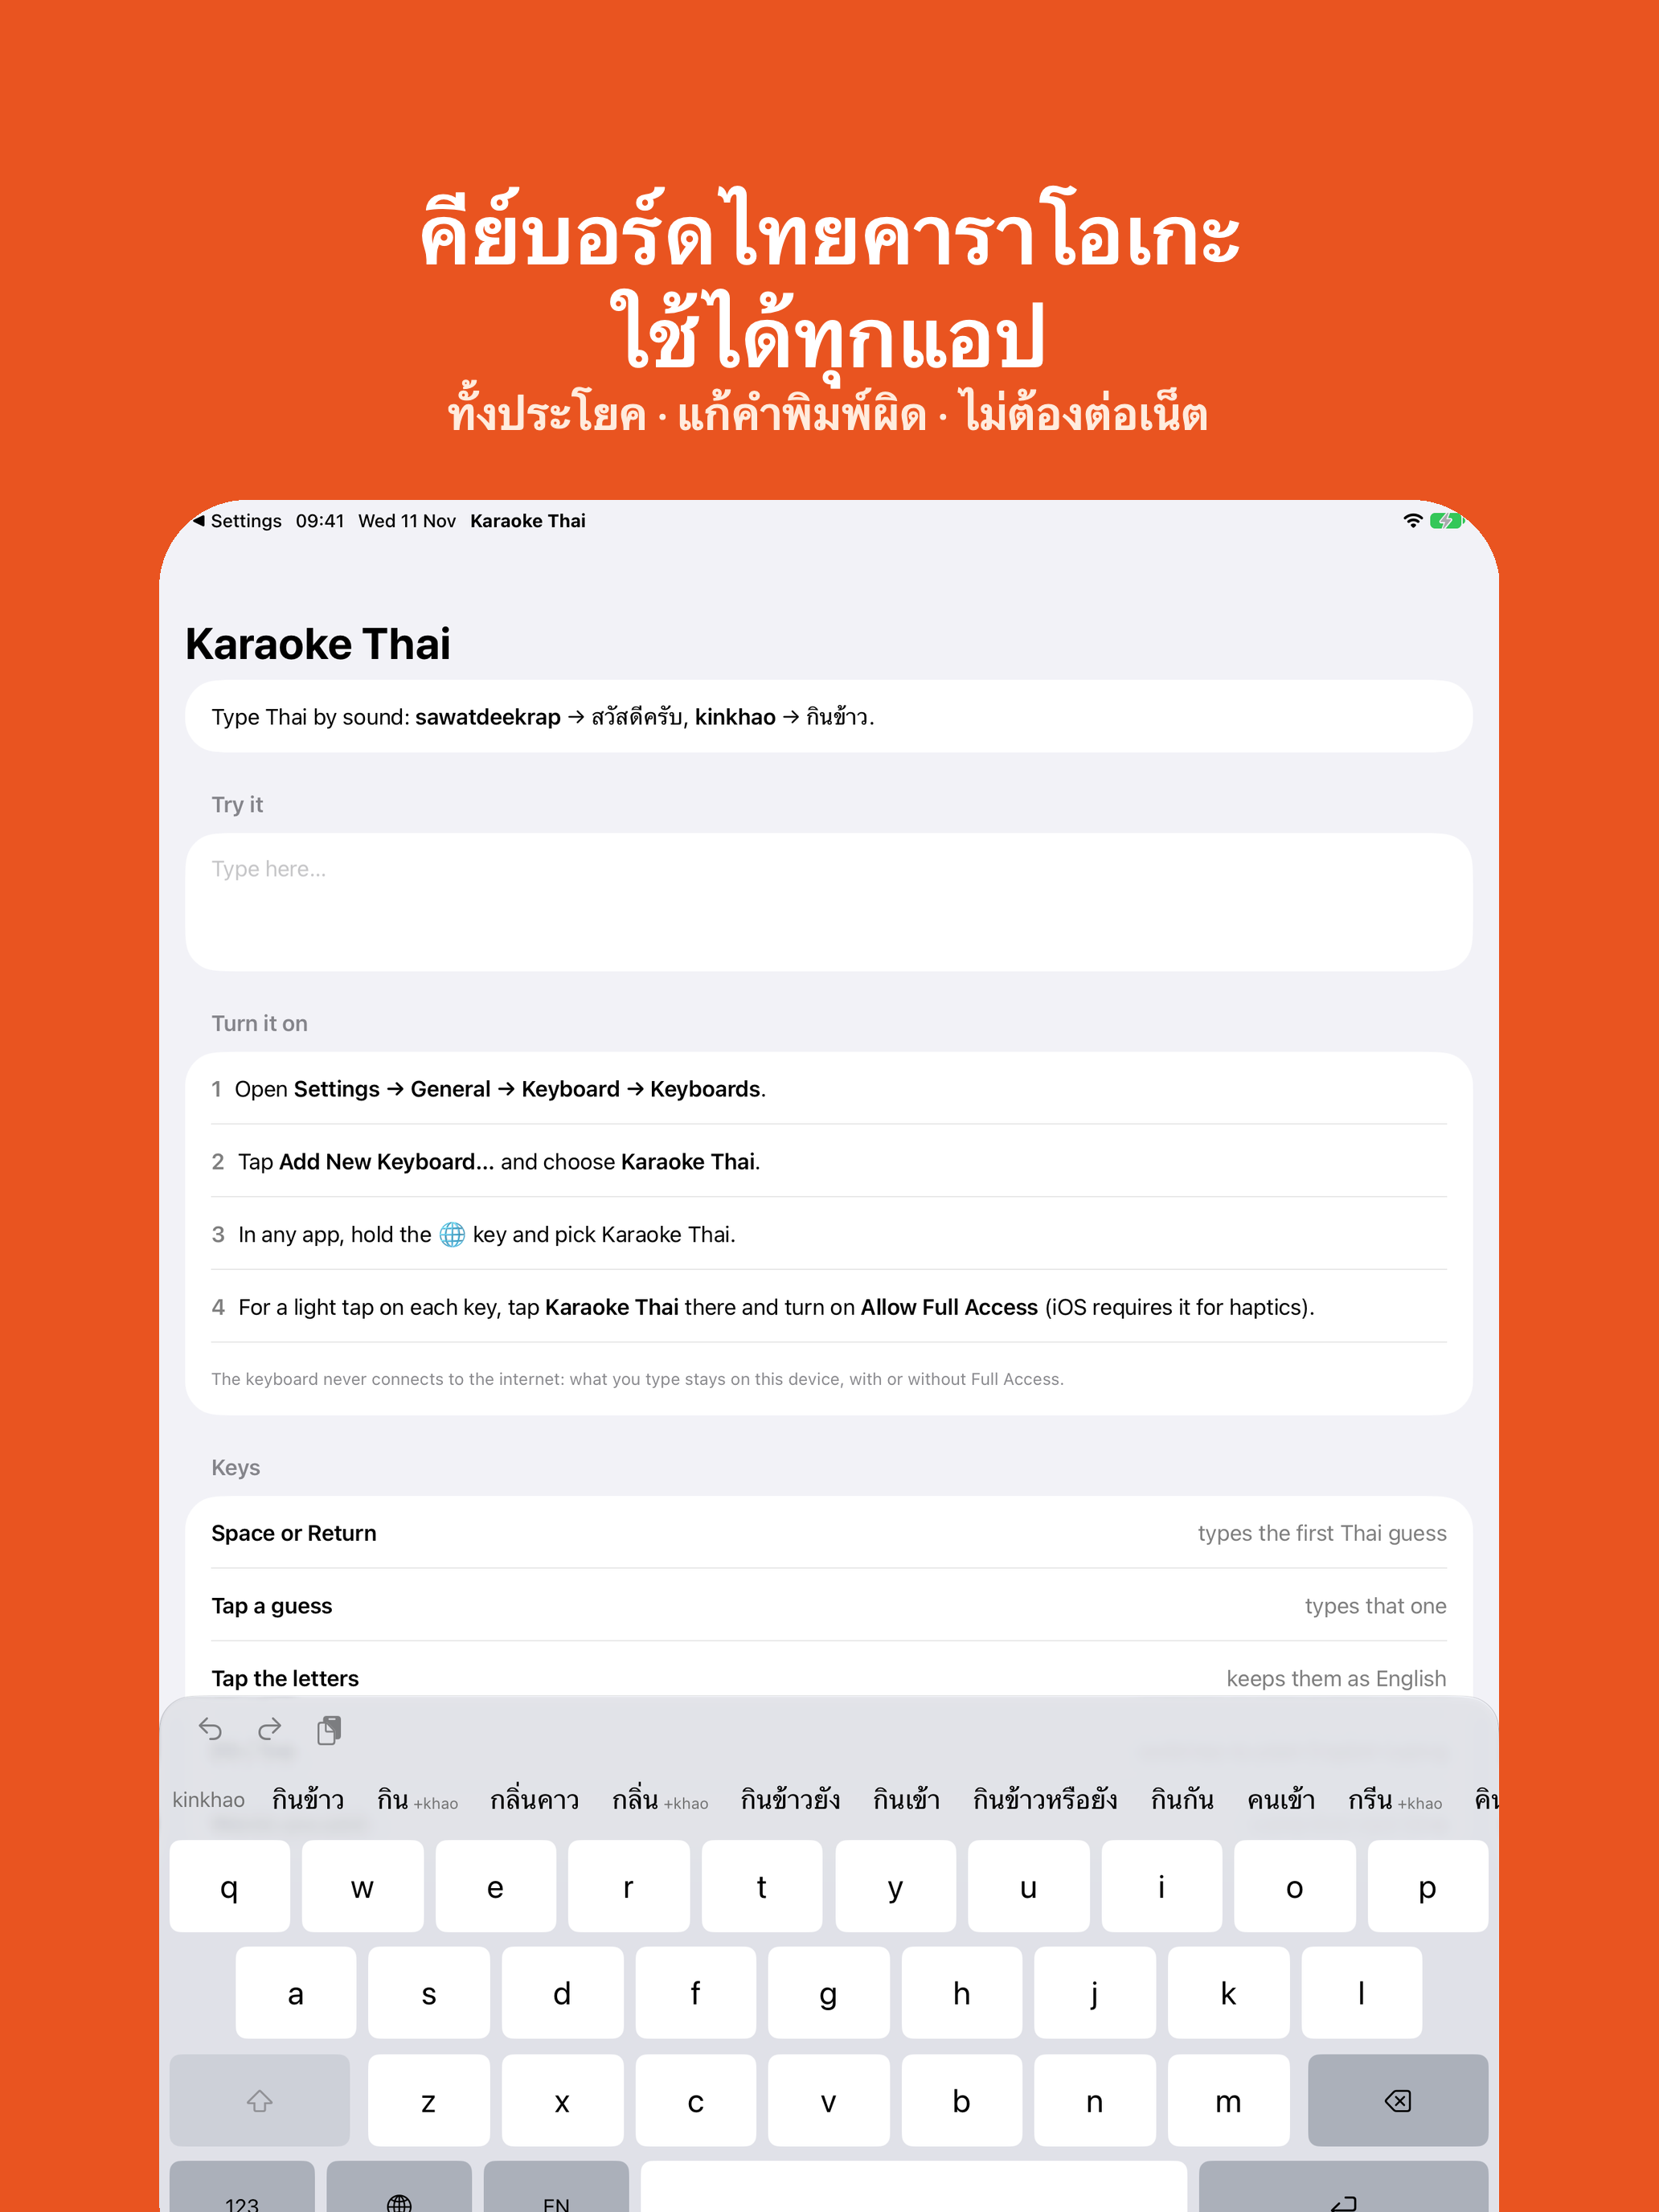 คีย์บอร์ดไทยคาราโอเกะ
ใช้ได้ทุกแอป
ทั้งประโยค · แก้คำพิมพ์ผิด · ไม่ต้องต่อเน็ต
◀ Settings 09:41 Wed 11 Nov Karaoke Thai
Karaoke Thai
Type Thai by sound: sawatdeekrap → สวัสดีครับ, kinkhao → กินข้าว.
Try it
Type here...
Turn it on
1 Open Settings → General → Keyboard → Keyboards.
2 Tap Add New Keyboard... and choose Karaoke Thai.
3 In any app, hold the 🌐 key and pick Karaoke Thai.
4 For a light tap on each key, tap Karaoke Thai there and turn on Allow Full Access (iOS requires it for haptics).
The keyboard never connects to the internet: what you type stays on this device, with or without Full Access.
Keys
Space or Return types the first Thai guess
Tap a guess types that one
Tap the letters keeps them as English
kinkhao กินข้าว กิน +khao กลิ่นคาว กลิ่น +khao กินข้าวยัง กินเข้า กินข้าวหรือยัง กินกัน คนเข้า กรีน +khao
q w e r t y u i o p
a s d f g h j k l
z x c v b n m
123 EN